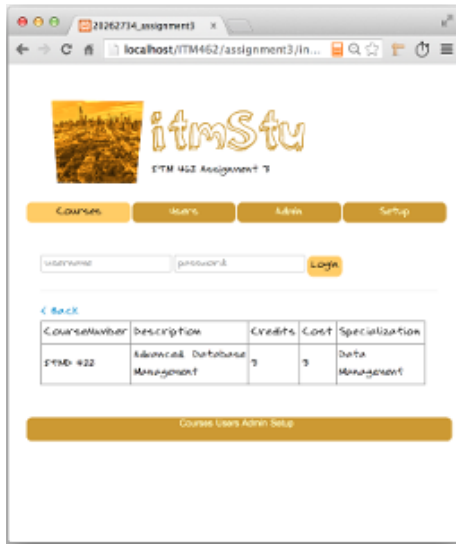 20262734_assignment3
localhost/ITM462/assignment3/in...
itmStu
ITM 462 Assignment 3
Courses Users Admin Setup
username password Login
< Back
CourseNumber Description Credits Cost Specialization
ITMD 422 Advanced Database Management 3 3 Data Management
Courses Users Admin Setup